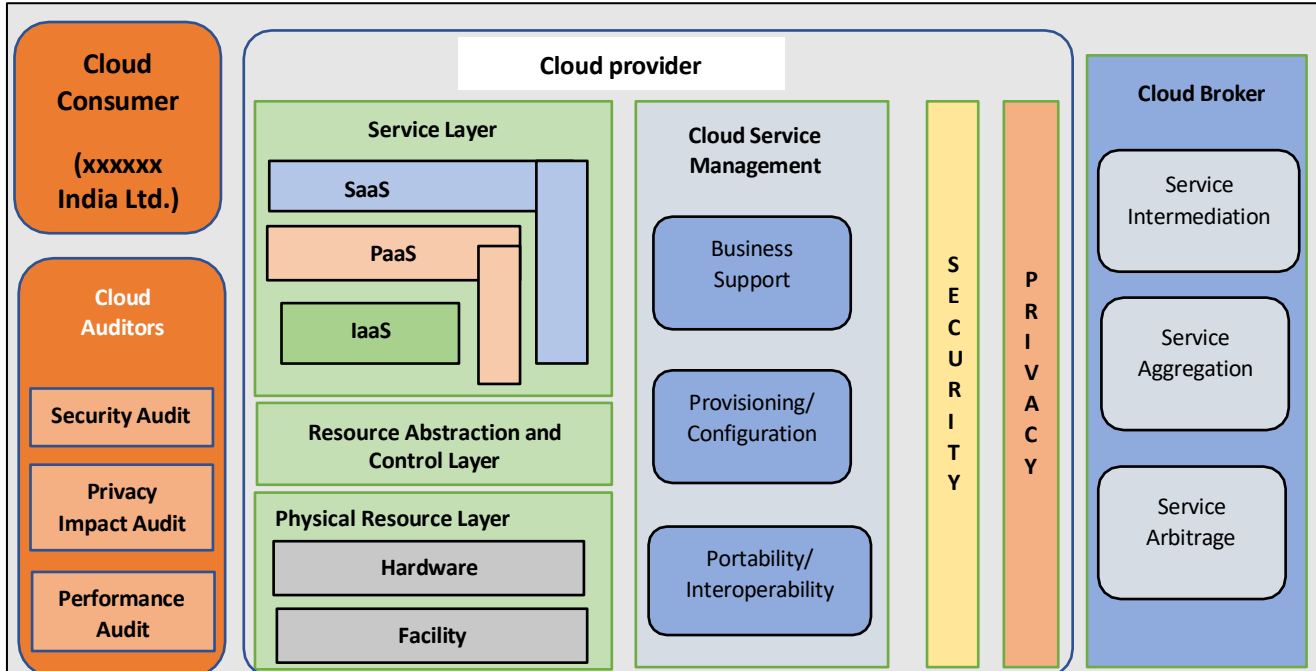 Cloud
Consumer
(xxxxxx
India Ltd.)
Cloud
Auditors
Security Audit
Privacy
Impact Audit
Performance
Audit
Cloud provider
Service Layer
SaaS
PaaS
IaaS
Resource Abstraction and
Control Layer
Physical Resource Layer
Hardware
Facility
Cloud Service
Management
Business
Support
Provisioning/
Configuration
Portability/
Interoperability
SECURITY
PRIVACY
Cloud Broker
Service
Intermediation
Service
Aggregation
Service
Arbitrage